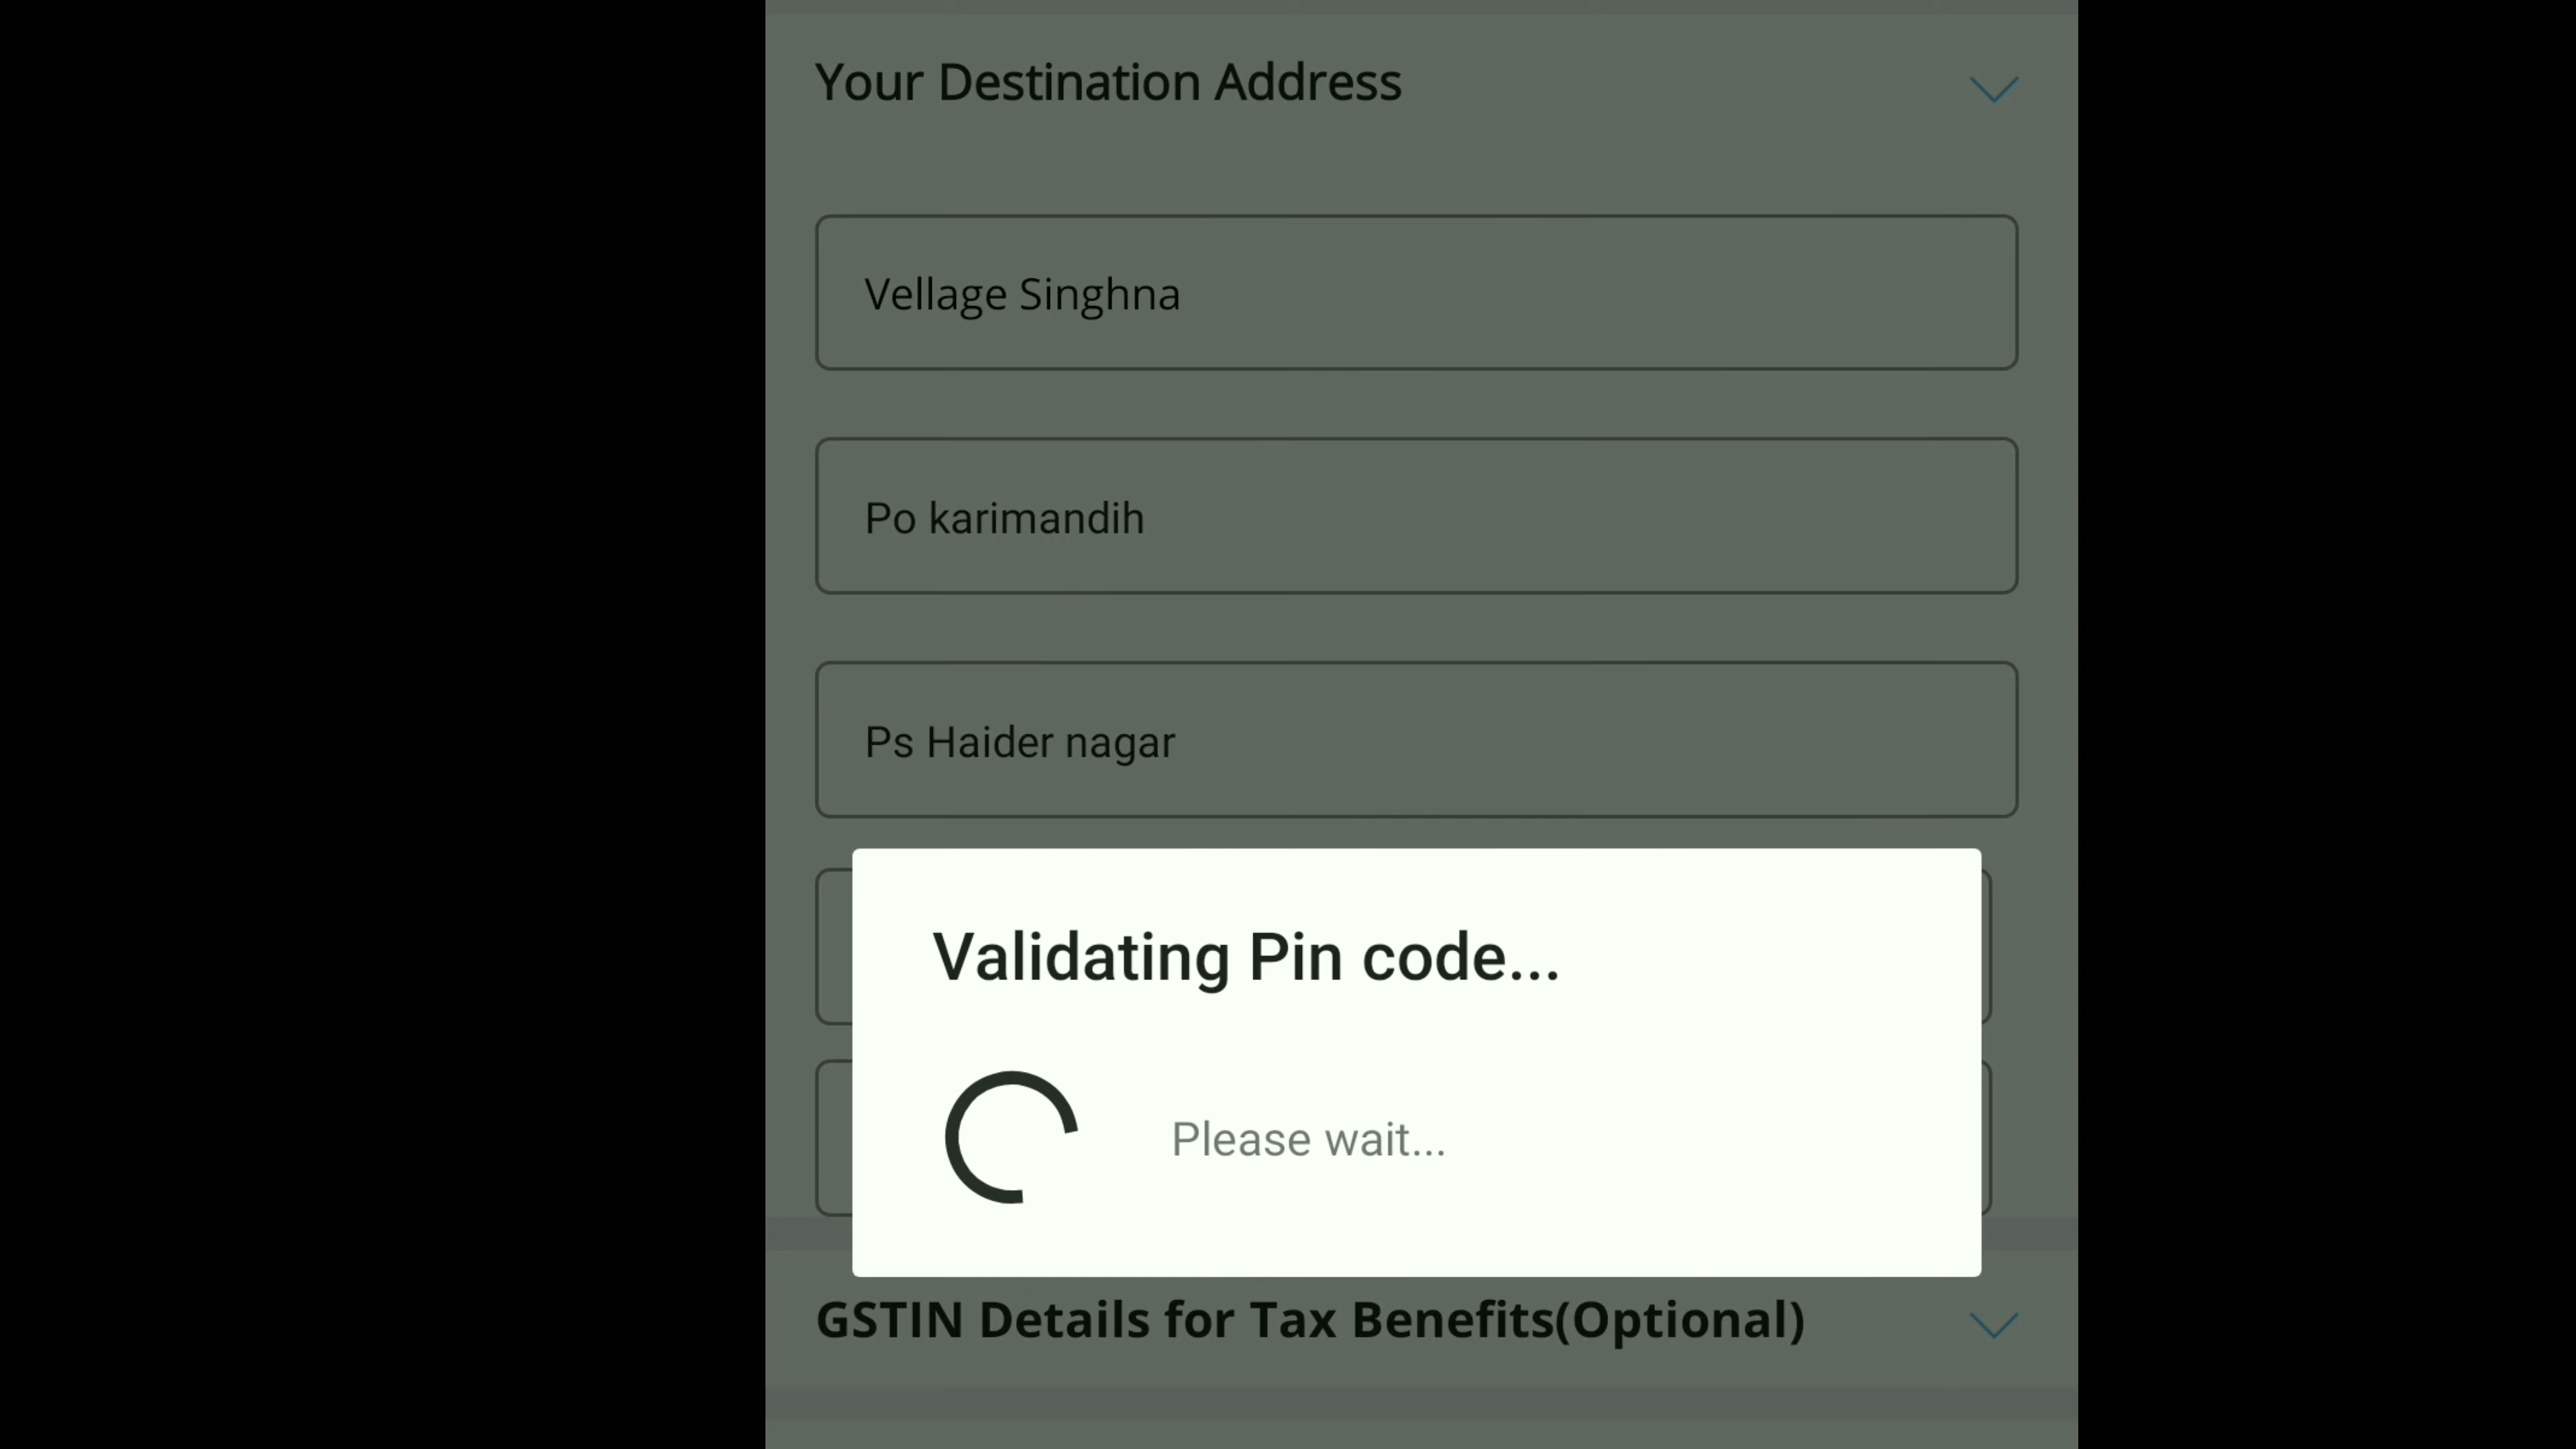 Your Destination Address
Vellage Singhna
Po karimandih
Ps Haider nagar
Validating Pin code...
Please wait...
GSTIN Details for Tax Benefits(Optional)